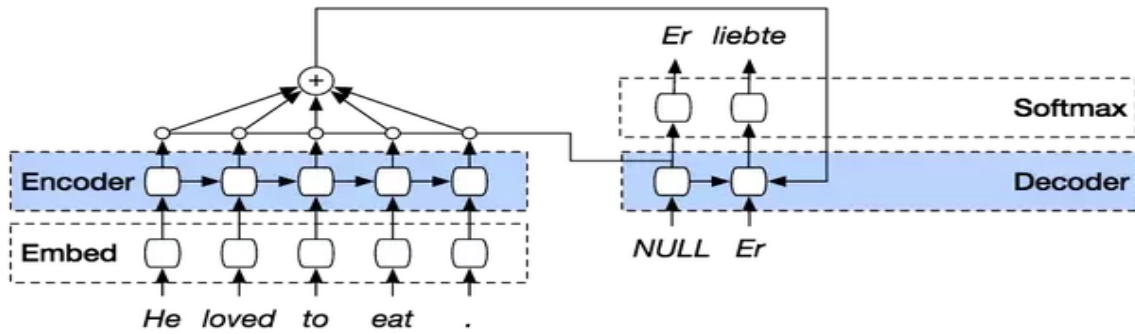 Er liebte
+
Softmax
Encoder
Decoder
Embed
NULL Er
He loved to eat .